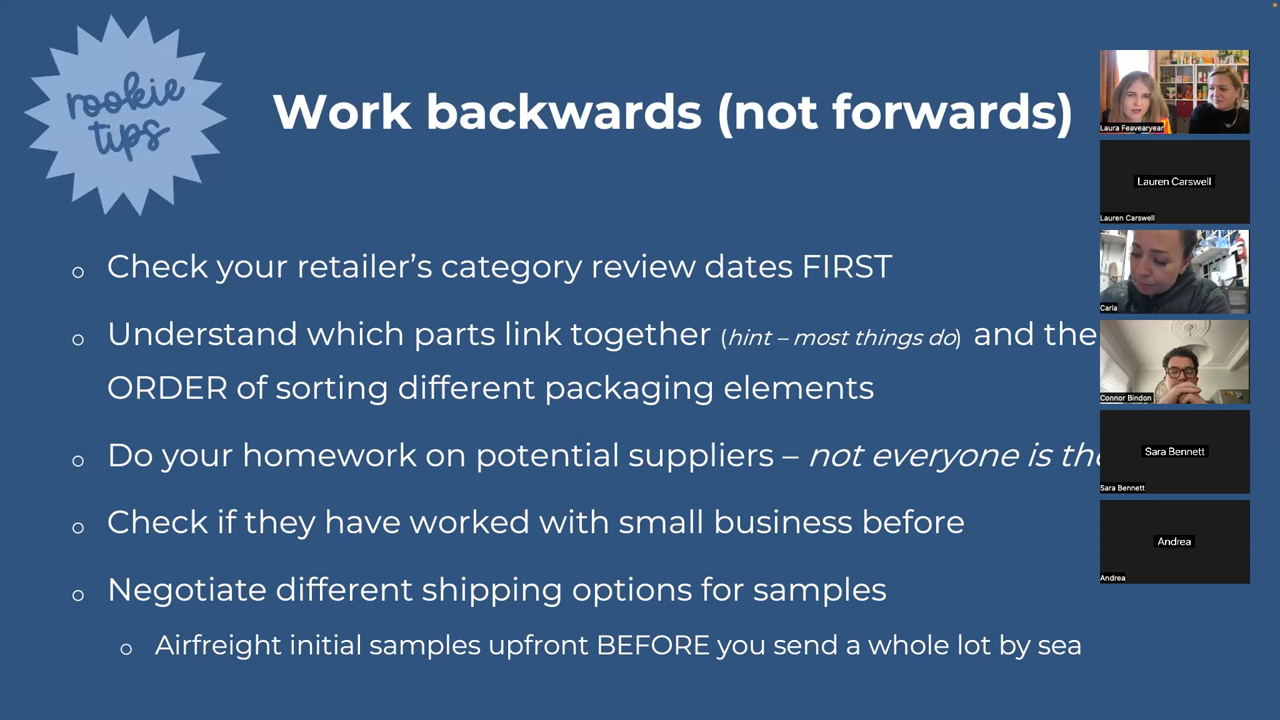 rookie
tips
Work backwards (not forwards)
Check your retailer's category review dates FIRST
Understand which parts link together (hint – most things do) and the
ORDER of sorting different packaging elements
Do your homework on potential suppliers – not everyone is the
Check if they have worked with small business before
Negotiate different shipping options for samples
Airfreight initial samples upfront BEFORE you send a whole lot by sea
Laura Feavearyear
Lauren Carswell
Lauren Carswell
Carla
Connor Bindon
Sara Bennett
Sara Bennett
Andrea
Andrea